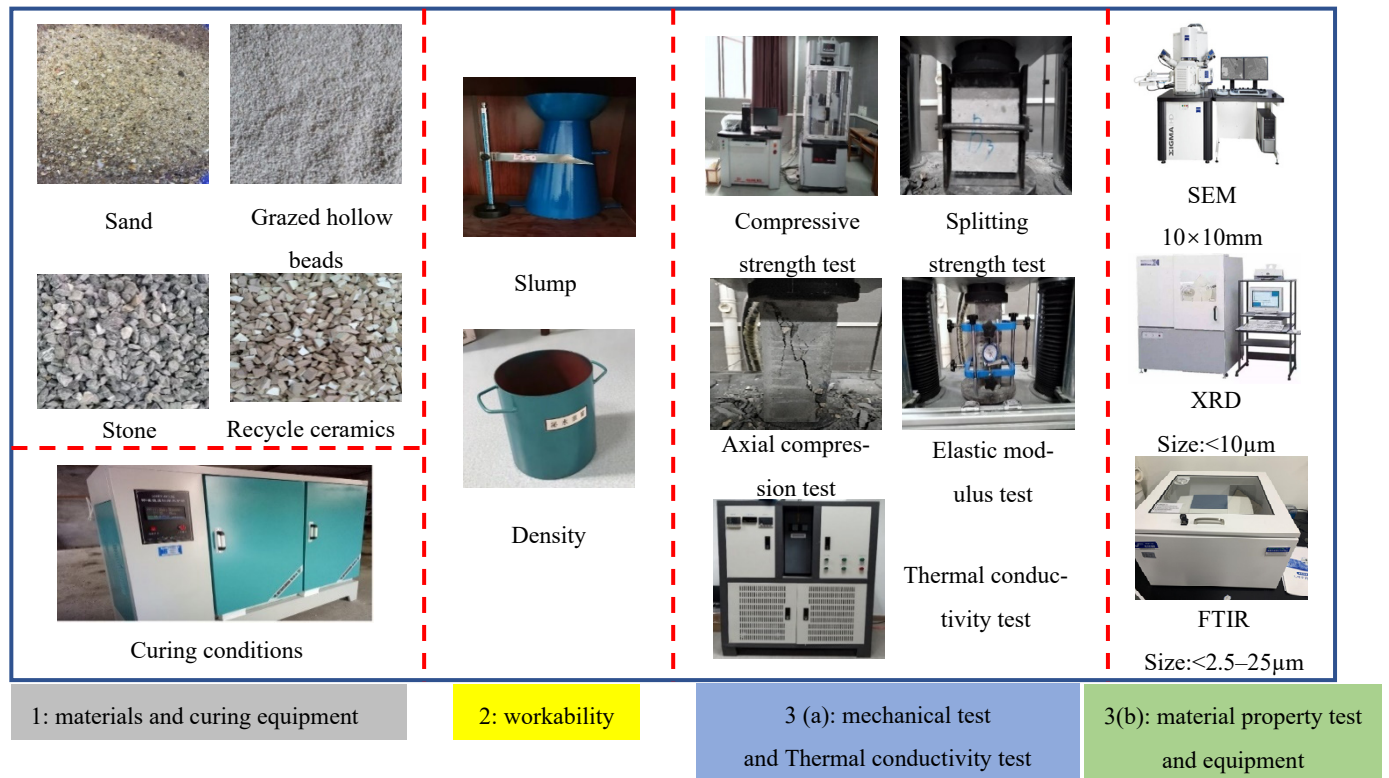 Sand
Grazed hollow
beads
Stone
Recycle ceramics
Curing conditions
Slump
Density
Compressive
strength test
Splitting
strength test
Axial compres-
sion test
Elastic mod-
ulus test
Thermal conduc-
tivity test
SIGMA
SEM
10×10mm
XRD
Size:<10μm
FTIR
Size:<2.5–25μm
1: materials and curing equipment
2: workability
3 (a): mechanical test
and Thermal conductivity test
3(b): material property test
and equipment